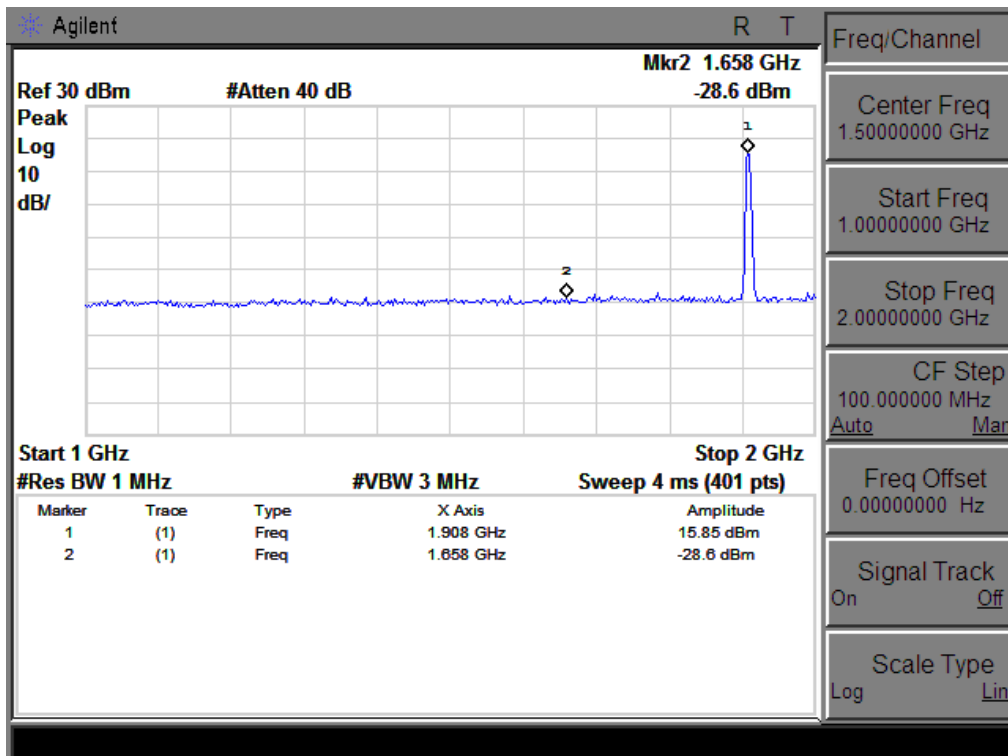 Agilent R T
Mkr2 1.658 GHz
Ref 30 dBm #Atten 40 dB -28.6 dBm
Peak
Log
10
dB/
1
2
Start 1 GHz Stop 2 GHz
#Res BW 1 MHz #VBW 3 MHz Sweep 4 ms (401 pts)
Marker Trace Type X Axis Amplitude
1 (1) Freq 1.908 GHz 15.85 dBm
2 (1) Freq 1.658 GHz -28.6 dBm
Freq/Channel
Center Freq
1.50000000 GHz
Start Freq
1.00000000 GHz
Stop Freq
2.00000000 GHz
CF Step
100.000000 MHz
Auto Man
Freq Offset
0.00000000 Hz
Signal Track
On Off
Scale Type
Log Lin